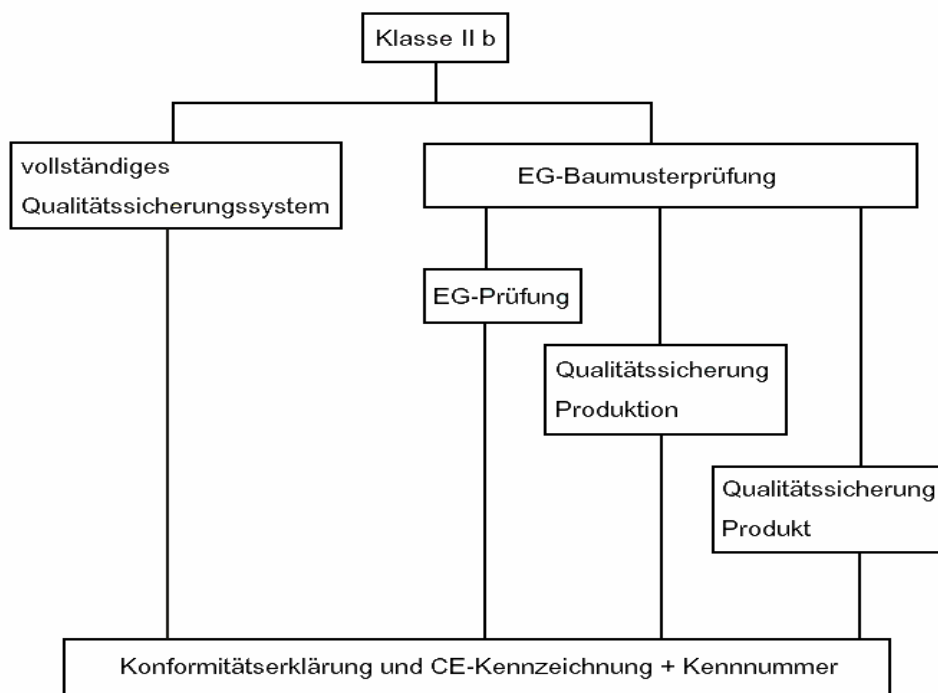 Klasse II b
vollständiges
Qualitätssicherungssystem
EG-Baumusterprüfung
EG-Prüfung
Qualitätssicherung
Produktion
Qualitätssicherung
Produkt
Konformitätserklärung und CE-Kennzeichnung + Kennnummer